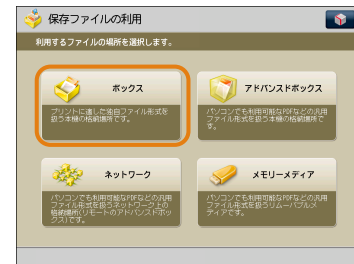 保存ファイルの利用
利用するファイルの場所を選択します。
ボックス
プリントに適した独自ファイル形式を
扱う本機の格納場所です。
アドバンスドボックス
パソコンでも利用可能なPDFなどの汎用
ファイル形式を扱う本機の格納場所で
す。
ネットワーク
パソコンでも利用可能なPDFなどの汎用
ファイル形式を扱うネットワーク上の
格納場所(リモートのアドバンスドボッ
クス)です。
メモリーメディア
パソコンでも利用可能なPDFなどの汎用
ファイル形式を扱うリムーバブルメ
ディアです。